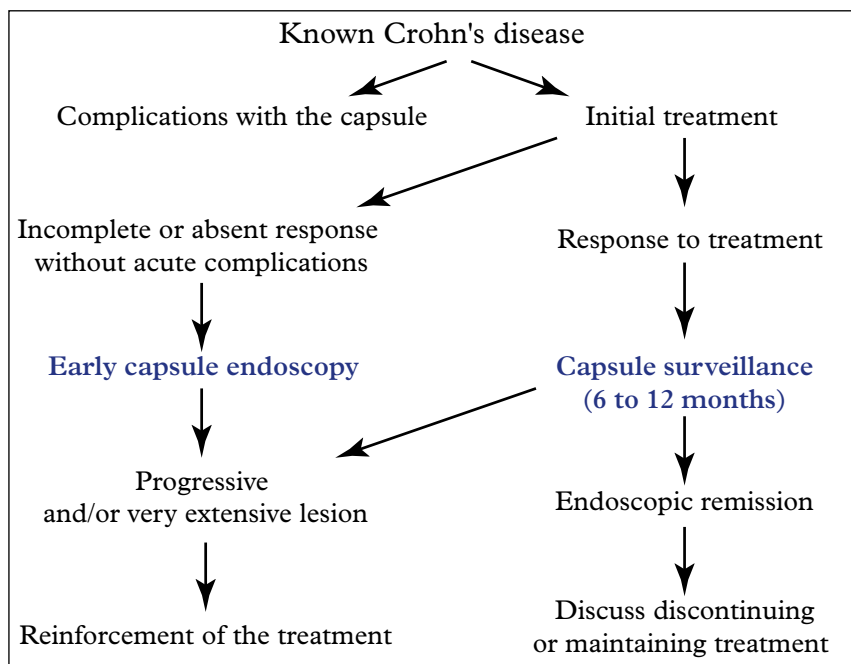 Known Crohn's disease
Complications with the capsule
Initial treatment
Incomplete or absent response
without acute complications
Response to treatment
Early capsule endoscopy
Capsule surveillance
(6 to 12 months)
Progressive
and/or very extensive lesion
Endoscopic remission
Reinforcement of the treatment
Discuss discontinuing
or maintaining treatment